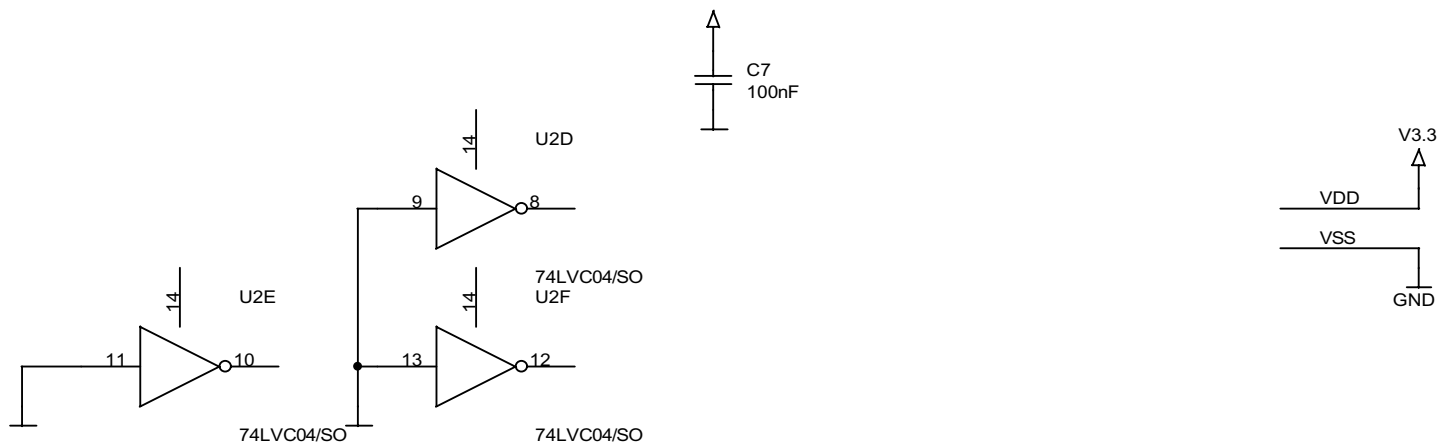 C7
100nF
14
U2D
V3.3
9
8
VDD
VSS
74LVC04/SO
14
U2E
14
U2F
GND
11
10
13
12
74LVC04/SO
74LVC04/SO